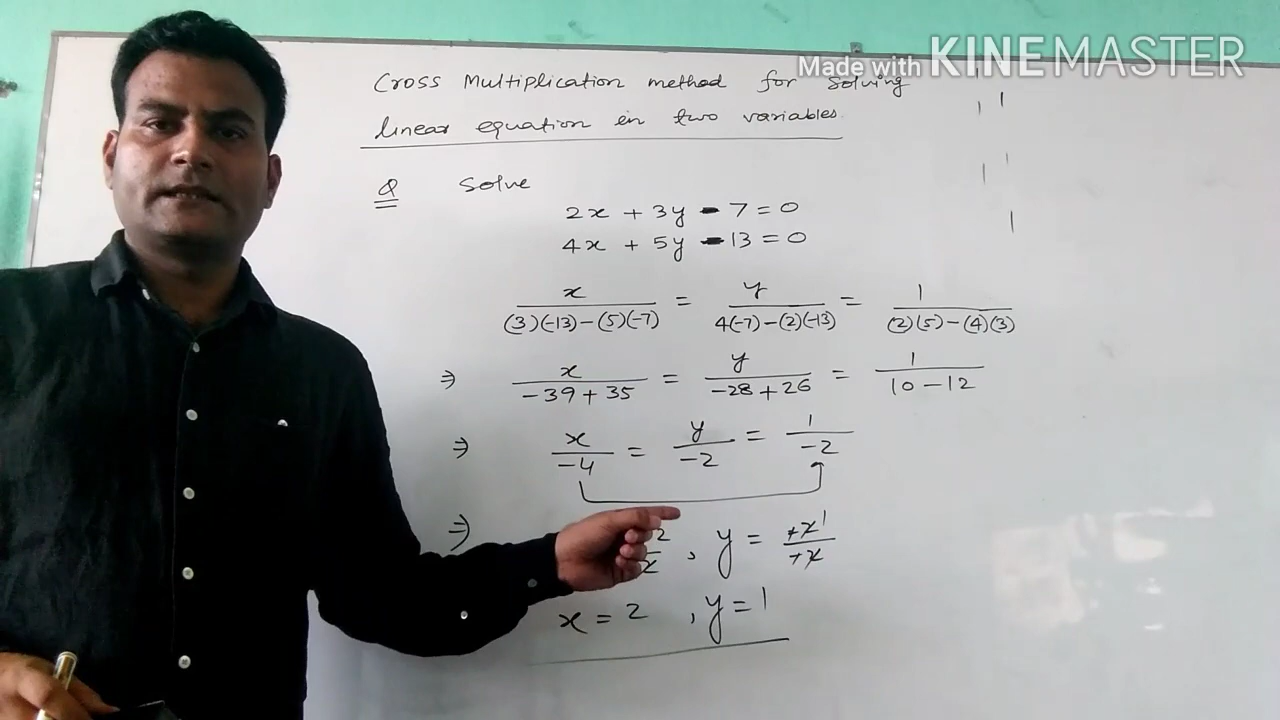 Made with KINEMASTER
Cross Multiplication method for solving
linear equation in two variables.
Q Solve
2x + 3y - 7 = 0
4x + 5y - 13 = 0
x/((3)(-13)-(5)(-7)) = y/(4(-7)-(2)(-13)) = 1/((2)(5)-(4)(3))
⇒ x/(-39+35) = y/(-28+26) = 1/(10-12)
⇒ x/-4 = y/-2 = 1/-2
⇒ 2 , y =
x = 2 , y = 1